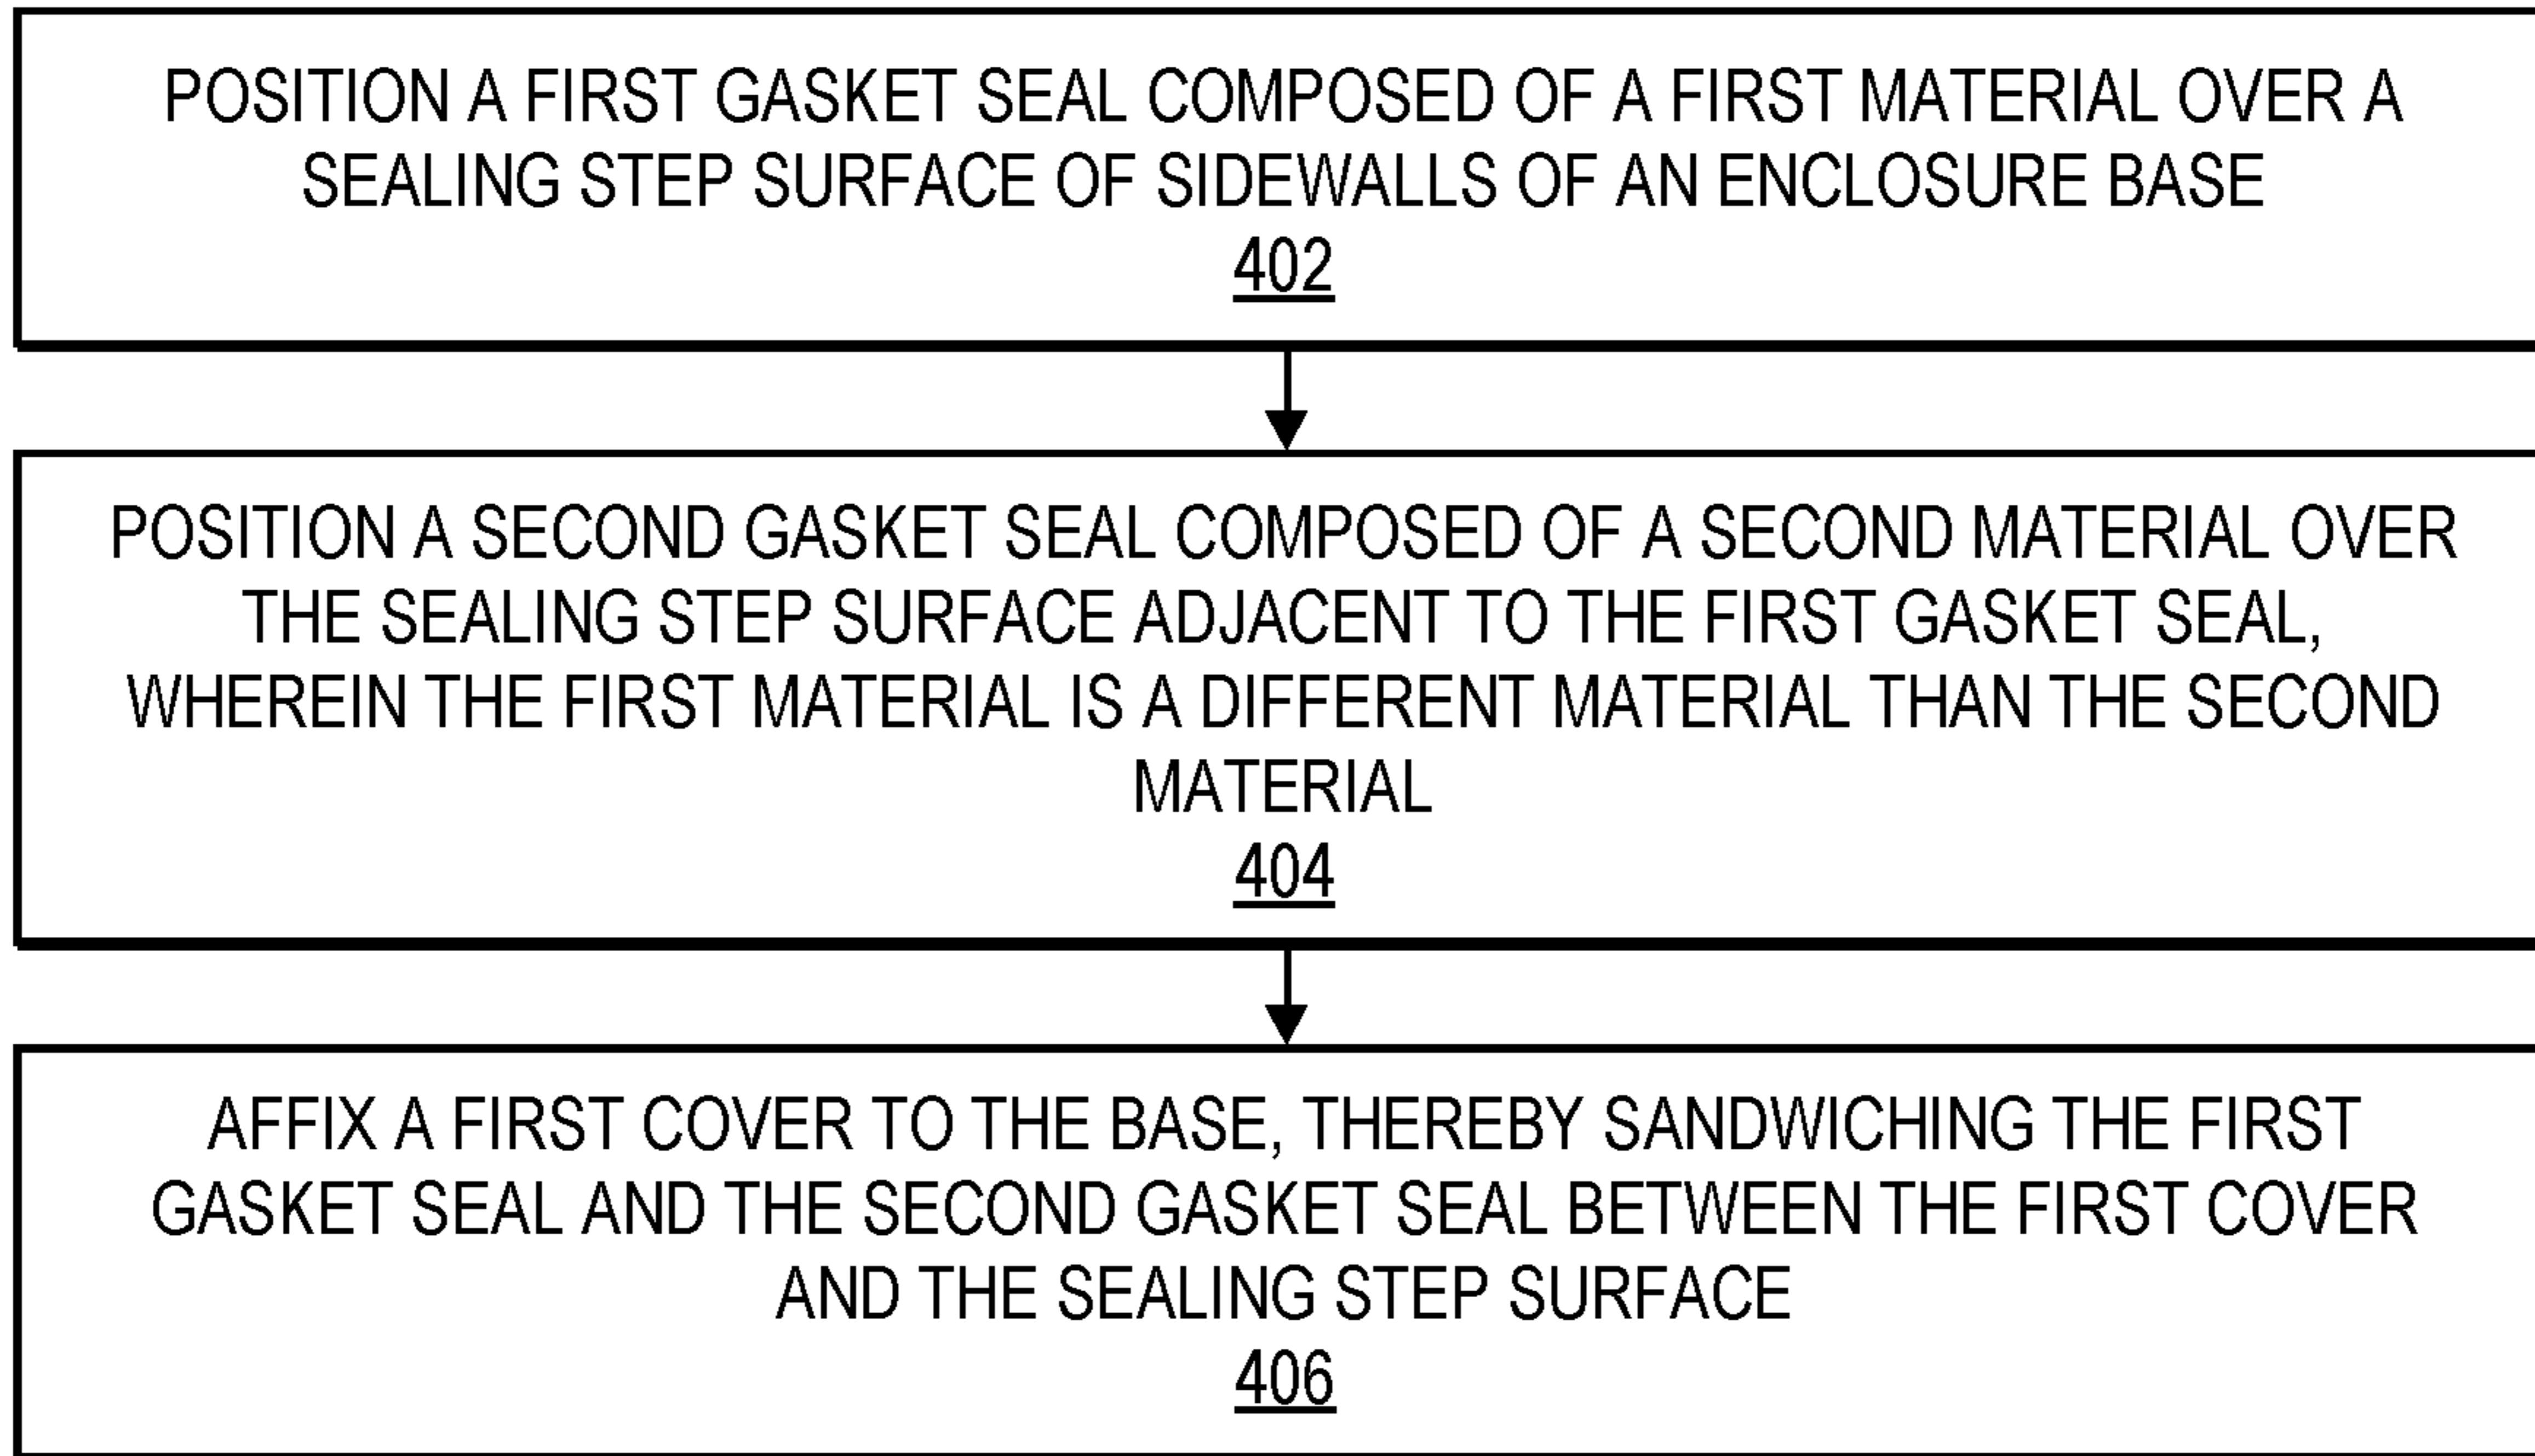 POSITION A FIRST GASKET SEAL COMPOSED OF A FIRST MATERIAL OVER A
SEALING STEP SURFACE OF SIDEWALLS OF AN ENCLOSURE BASE
402
POSITION A SECOND GASKET SEAL COMPOSED OF A SECOND MATERIAL OVER
THE SEALING STEP SURFACE ADJACENT TO THE FIRST GASKET SEAL,
WHEREIN THE FIRST MATERIAL IS A DIFFERENT MATERIAL THAN THE SECOND
MATERIAL
404
AFFIX A FIRST COVER TO THE BASE, THEREBY SANDWICHING THE FIRST
GASKET SEAL AND THE SECOND GASKET SEAL BETWEEN THE FIRST COVER
AND THE SEALING STEP SURFACE
406